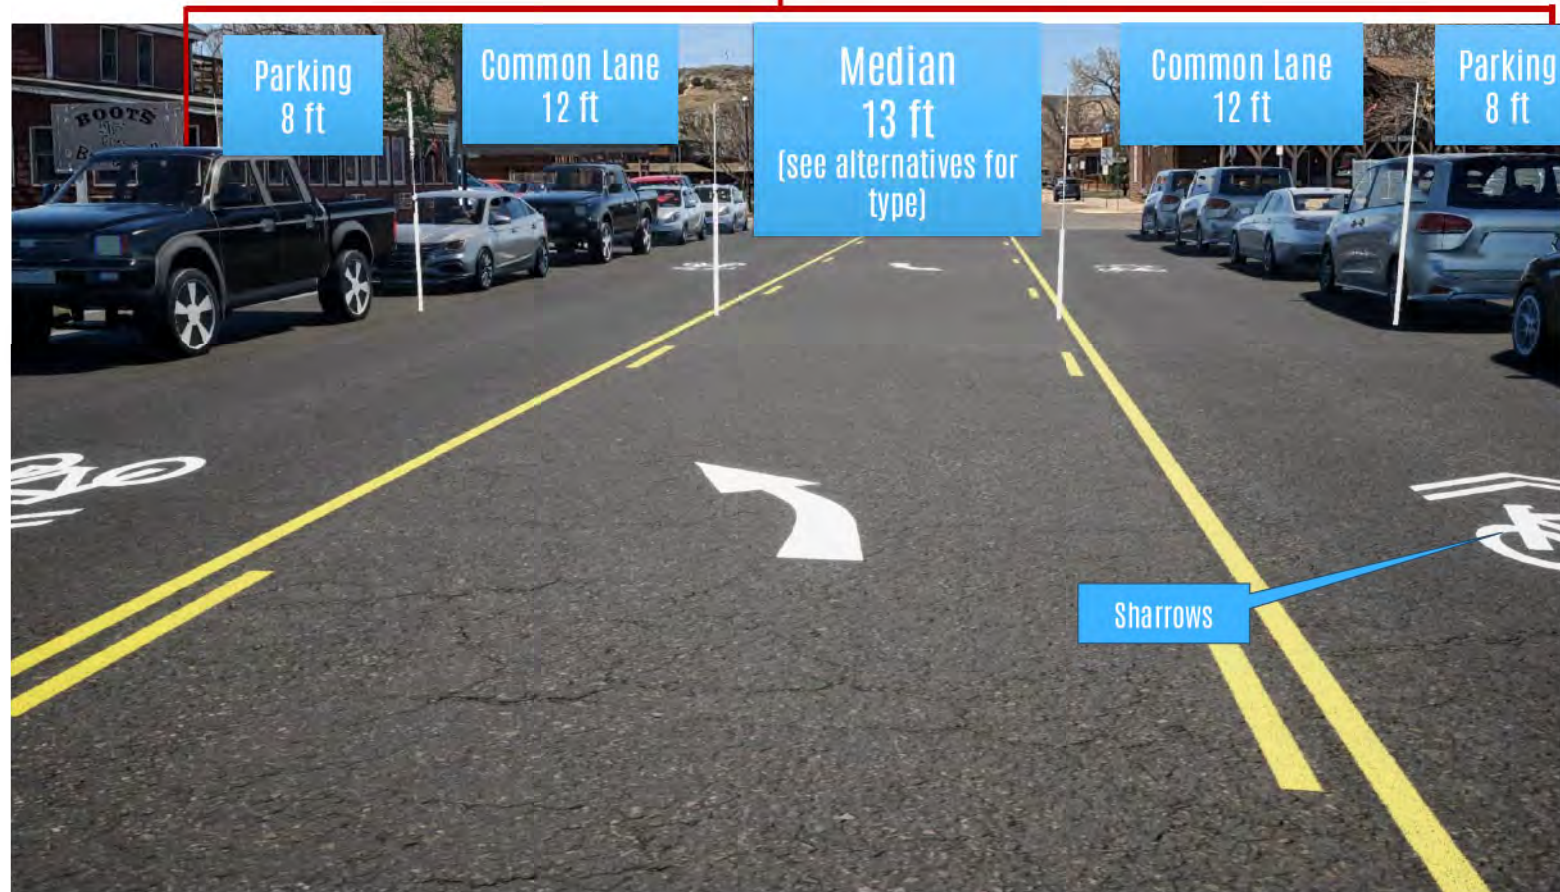 Parking
8 ft
Common Lane
12 ft
Median
13 ft
(see alternatives for
type)
Common Lane
12 ft
Parking
8 ft
BOOTS
Sharrows